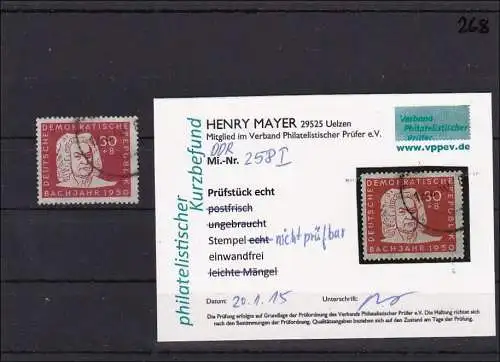 268
DEUTSCHE
DEMOKRATISCHE
REPUBLIK
30
+8
BACHJAHR 1950
philatelistischer
Kurzbefund
HENRY MAYER 29525 Uelzen
Mitglied im Verband Philatelistischer Prüfer e.V.
DDR
Mi.-Nr. 258 I
Verband
Philatelistischer
Prüfer e.V.
www.vppev.de
Prüfstück echt
postfrisch
ungebraucht
Stempel echt nicht prüfbar
einwandfrei
leichte Mängel
DEUTSCHE
DEMOKRATISCHE
REPUBLIK
30
+8
BACHJAHR 1950
Datum: 20.1.15 Unterschrift:
Die Prüfung erfolgte auf Grundlage der Prüfordnung des Verbands Philatelistischer Prüfer e.V. Die Haftung richtet sich
nach den Bestimmungen der Prüfordnung. Qualitätsangaben beziehen sich auf den Zustand am Tage der Prüfung.